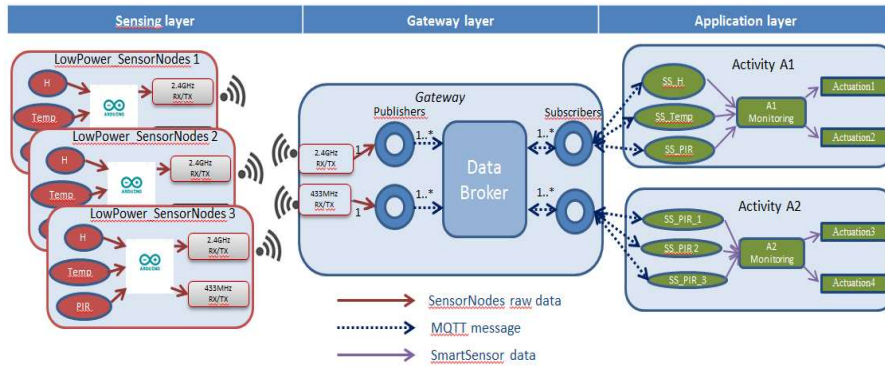 Sensing layer
Gateway layer
Application layer
LowPower_SensorNodes 1
H
Temp
ARDUINO
2.4GHz
RX/TX
LowPower_SensorNodes 2
H
Temp
ARDUINO
2.4GHz
RX/TX
LowPower_SensorNodes 3
H
Temp
PIR
ARDUINO
2.4GHz
RX/TX
433MHz
RX/TX
Gateway
Publishers
Subscribers
2.4GHz
RX/TX
1
1..*
1..*
433MHz
RX/TX
1
1..*
1..*
Data
Broker
Activity A1
SS_H
SS_Temp
SS_PIR
A1
Monitoring
Actuation1
Actuation2
Activity A2
SS_PIR_1
SS_PIR 2
SS_PIR_3
A2
Monitoring
Actuation3
Actuation4
SensorNodes raw data
MQTT message
SmartSensor data